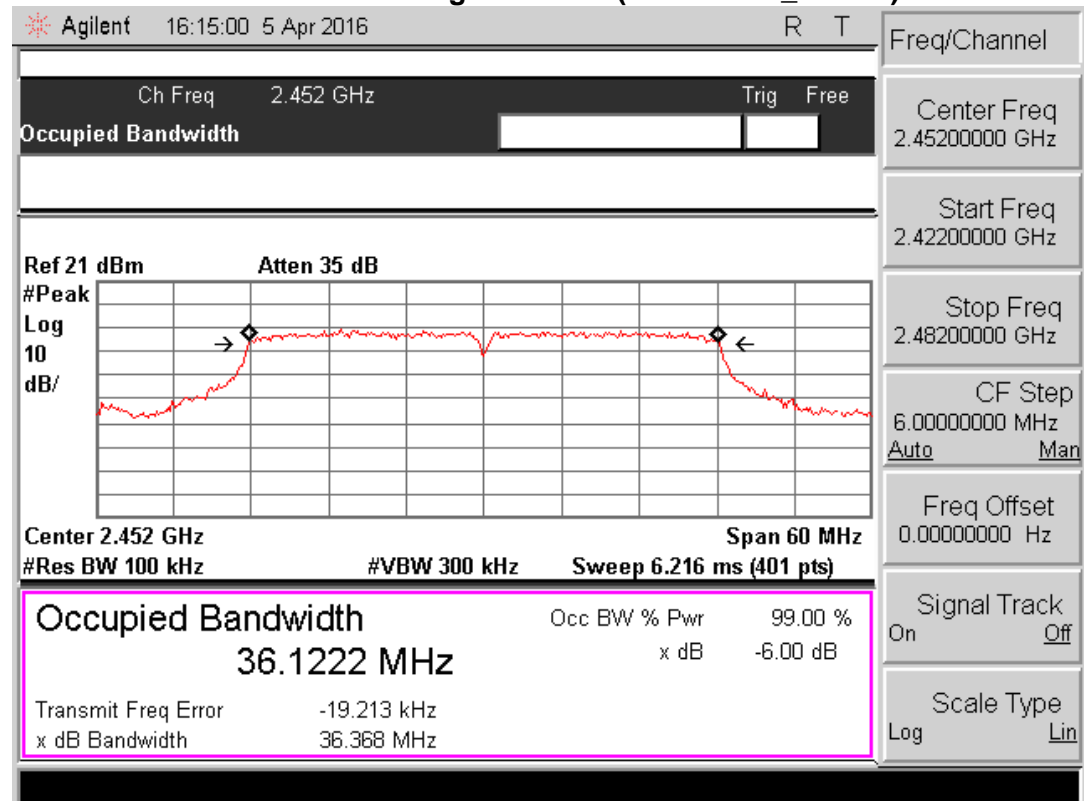 Agilent 16:15:00 5 Apr 2016 R T
Freq/Channel
Ch Freq 2.452 GHz Trig Free
Occupied Bandwidth
Center Freq
2.45200000 GHz
Start Freq
2.42200000 GHz
Stop Freq
2.48200000 GHz
CF Step
6.00000000 MHz
Auto Man
Freq Offset
0.00000000 Hz
Signal Track
On Off
Scale Type
Log Lin
Ref 21 dBm Atten 35 dB
#Peak
Log
10
dB/
Center 2.452 GHz Span 60 MHz
#Res BW 100 kHz #VBW 300 kHz Sweep 6.216 ms (401 pts)
Occupied Bandwidth Occ BW % Pwr 99.00 %
36.1222 MHz x dB -6.00 dB
Transmit Freq Error -19.213 kHz
x dB Bandwidth 36.368 MHz